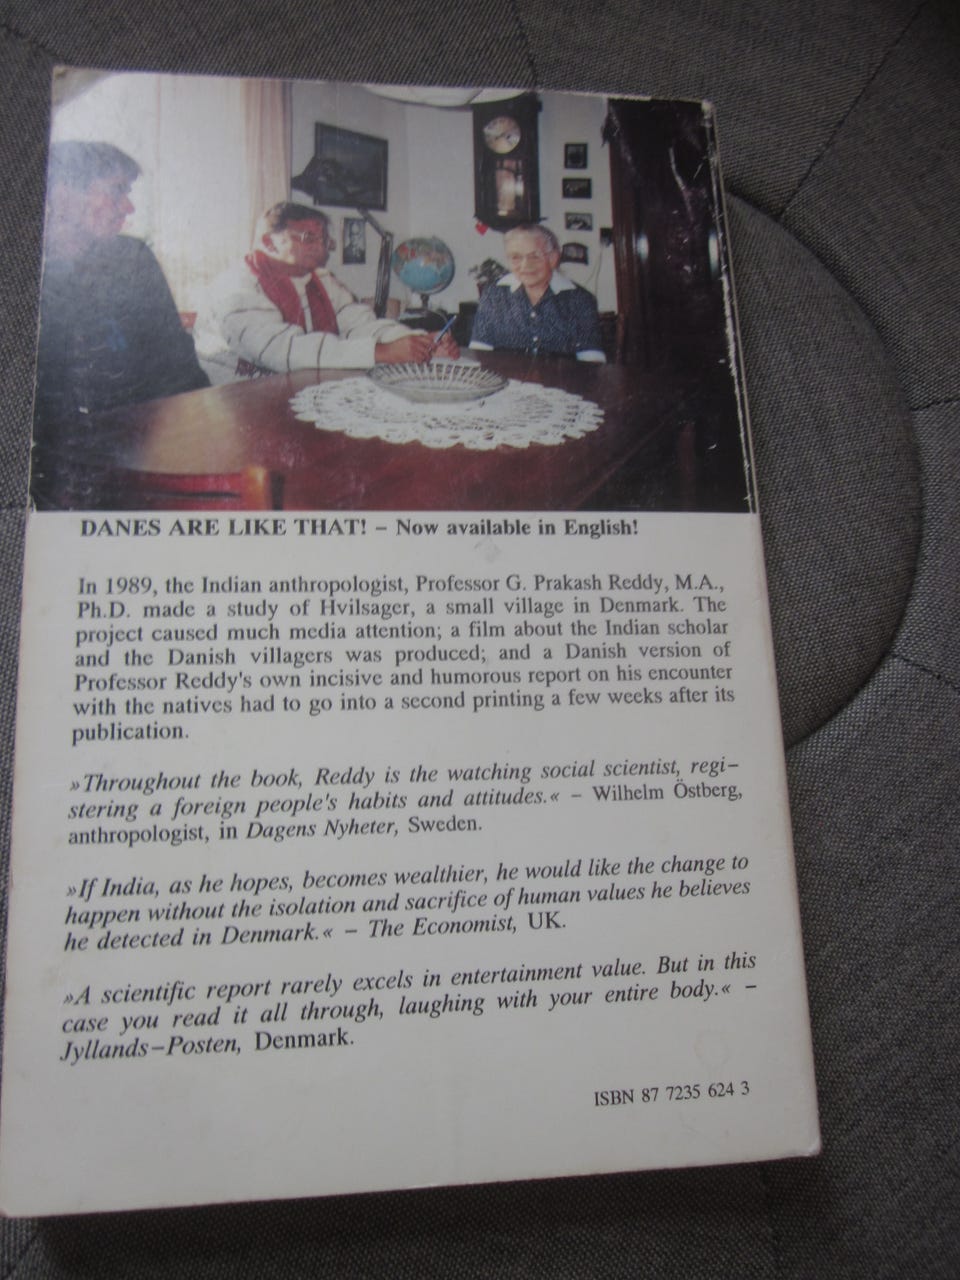 DANES ARE LIKE THAT! – Now available in English!
In 1989, the Indian anthropologist, Professor G. Prakash Reddy, M.A.,
Ph.D. made a study of Hvilsager, a small village in Denmark. The
project caused much media attention; a film about the Indian scholar
and the Danish villagers was produced; and a Danish version of
Professor Reddy's own incisive and humorous report on his encounter
with the natives had to go into a second printing a few weeks after its
publication.
»Throughout the book, Reddy is the watching social scientist, regi–
stering a foreign people's habits and attitudes.« – Wilhelm Östberg,
anthropologist, in Dagens Nyheter, Sweden.
»If India, as he hopes, becomes wealthier, he would like the change to
happen without the isolation and sacrifice of human values he believes
he detected in Denmark.« – The Economist, UK.
»A scientific report rarely excels in entertainment value. But in this
case you read it all through, laughing with your entire body.« –
Jyllands–Posten, Denmark.
ISBN 87 7235 624 3